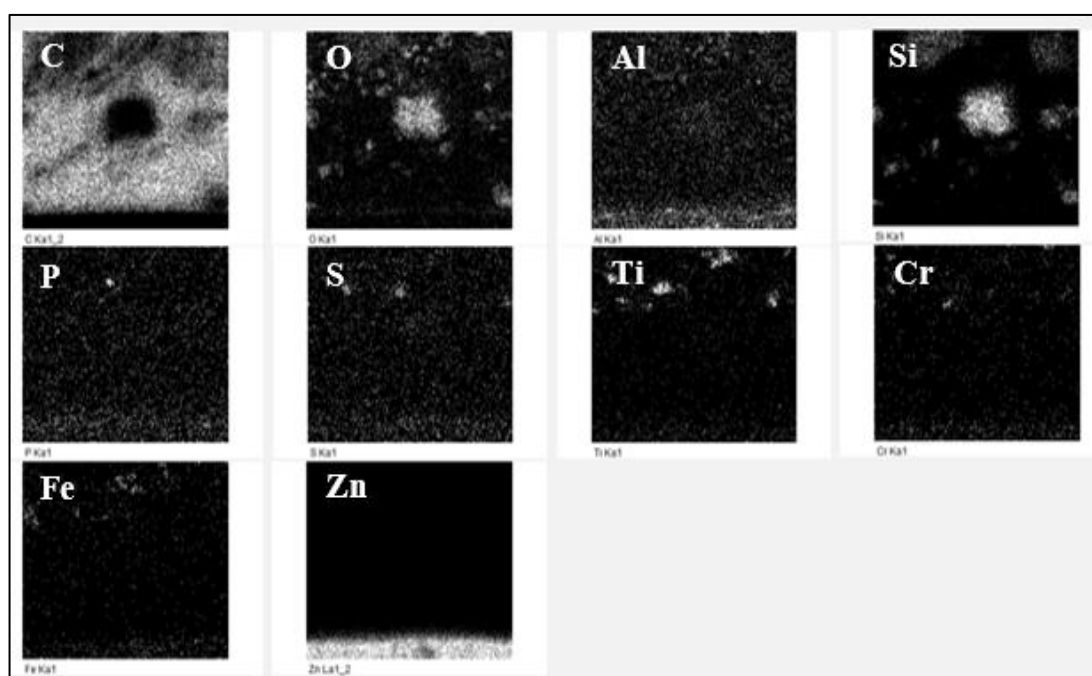 C
O
Al
Si
C Ka1_2
O Ka1
Al Ka1
Si Ka1
P
S
Ti
Cr
P Ka1
S Ka1
Ti Ka1
Cr Ka1
Fe
Zn
Fe Ka1
Zn La1_2